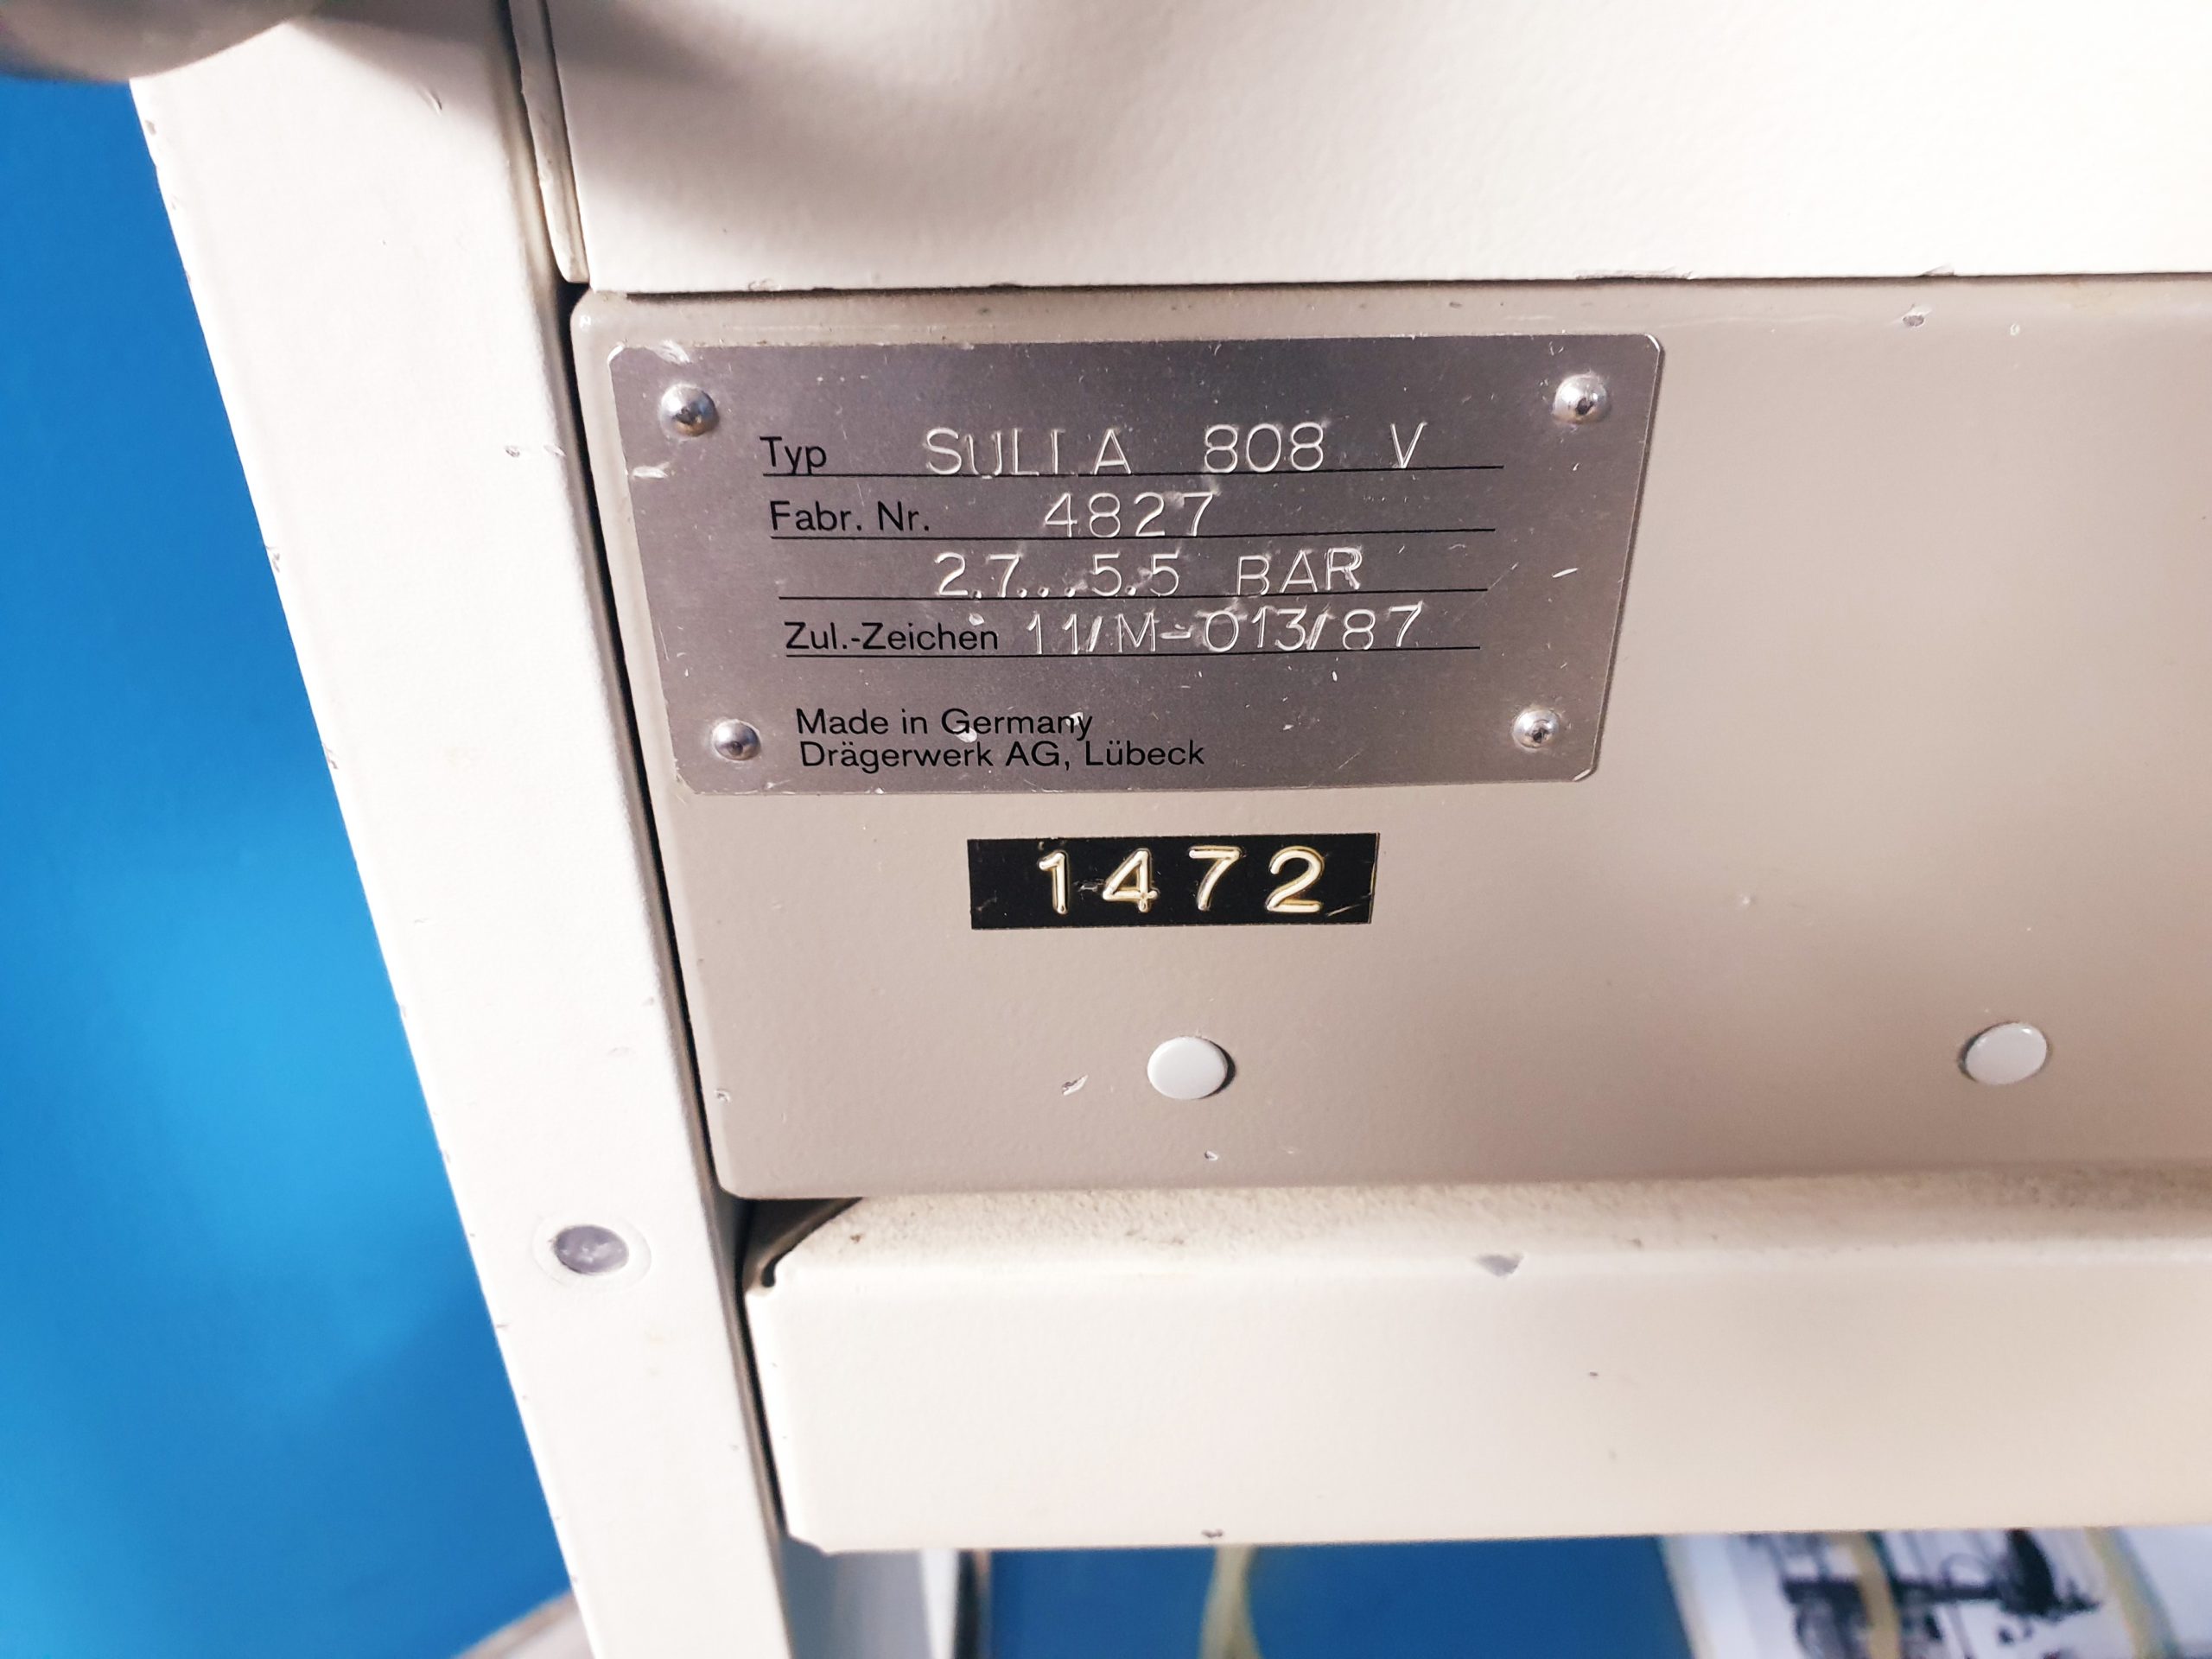 Typ SULLA 808 V
Fabr. Nr. 4827
2.7...5.5 BAR
Zul.-Zeichen 11/M-013/87
Made in Germany
Drägerwerk AG, Lübeck
1472